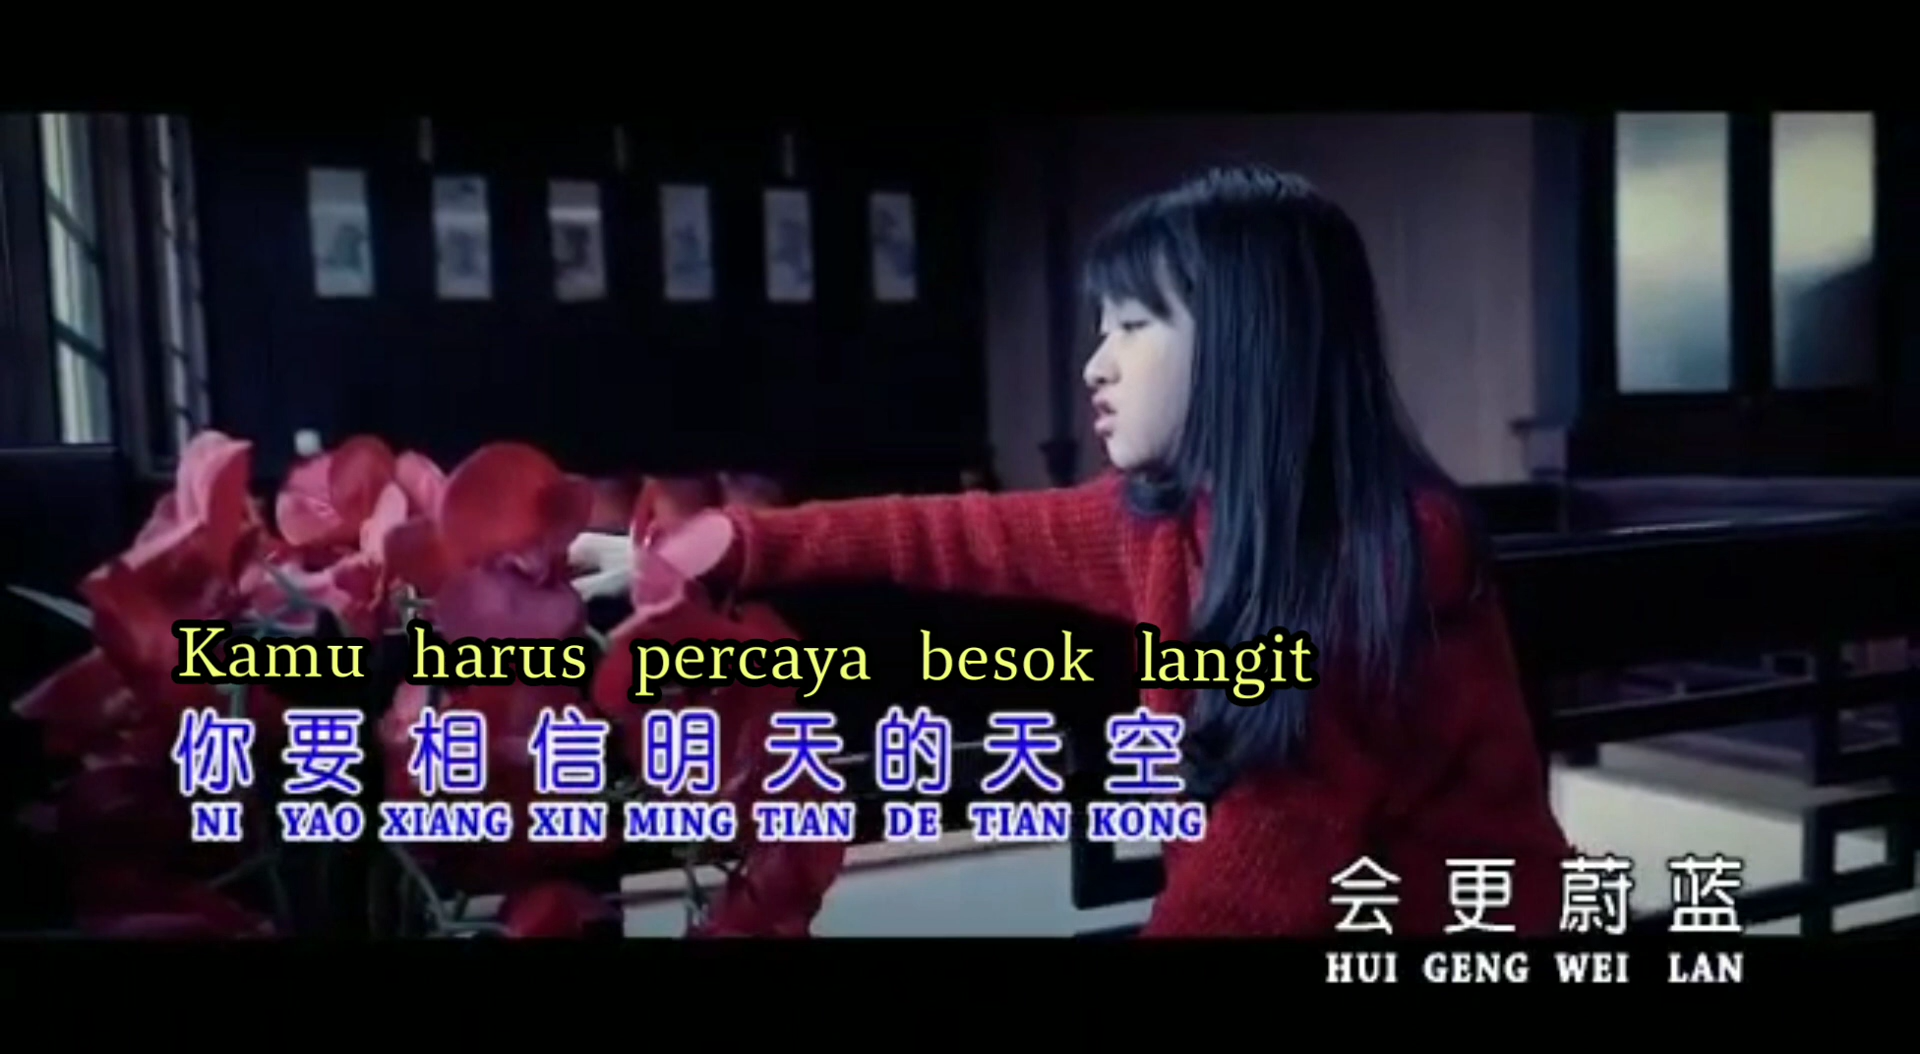 Kamu harus percaya besok langit
你要相信明天的天空
NI YAO XIANG XIN MING TIAN DE TIAN KONG
会更蔚蓝
HUI GENG WEI LAN